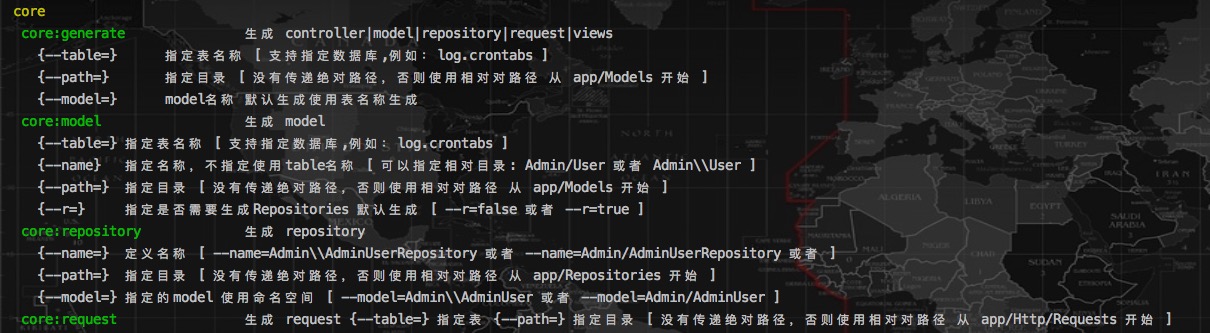 core
core:generate 生成 controller|model|repository|request|views
{--table=} 指定表名称 [ 支持指定数据库,例如: log.crontabs ]
{--path=} 指定目录 [ 没有传递绝对路径, 否则使用相对对路径 从 app/Models 开始 ]
{--model=} model名称 默认生成使用表名称生成
core:model 生成 model
{--table=} 指定表名称 [ 支持指定数据库,例如: log.crontabs ]
{--name} 指定名称, 不指定使用table名称 [ 可以指定相对目录: Admin/User 或者 Admin\\User ]
{--path=} 指定目录 [ 没有传递绝对路径, 否则使用相对对路径 从 app/Models 开始 ]
{--r=} 指定是否需要生成Repositories 默认生成 [ --r=false 或者 --r=true ]
core:repository 生成 repository
{--name=} 定义名称 [ --name=Admin\\AdminUserRepository 或者 --name=Admin/AdminUserRepository 或者 ]
{--path=} 指定目录 [ 没有传递绝对路径, 否则使用相对对路径 从 app/Repositories 开始 ]
{--model=} 指定的model 使用命名空间 [ --model=Admin\\AdminUser 或者 --model=Admin/AdminUser ]
core:request 生成 request {--table=} 指定表 {--path=} 指定目录 [ 没有传递绝对路径, 否则使用相对对路径 从 app/Http/Requests 开始 ]